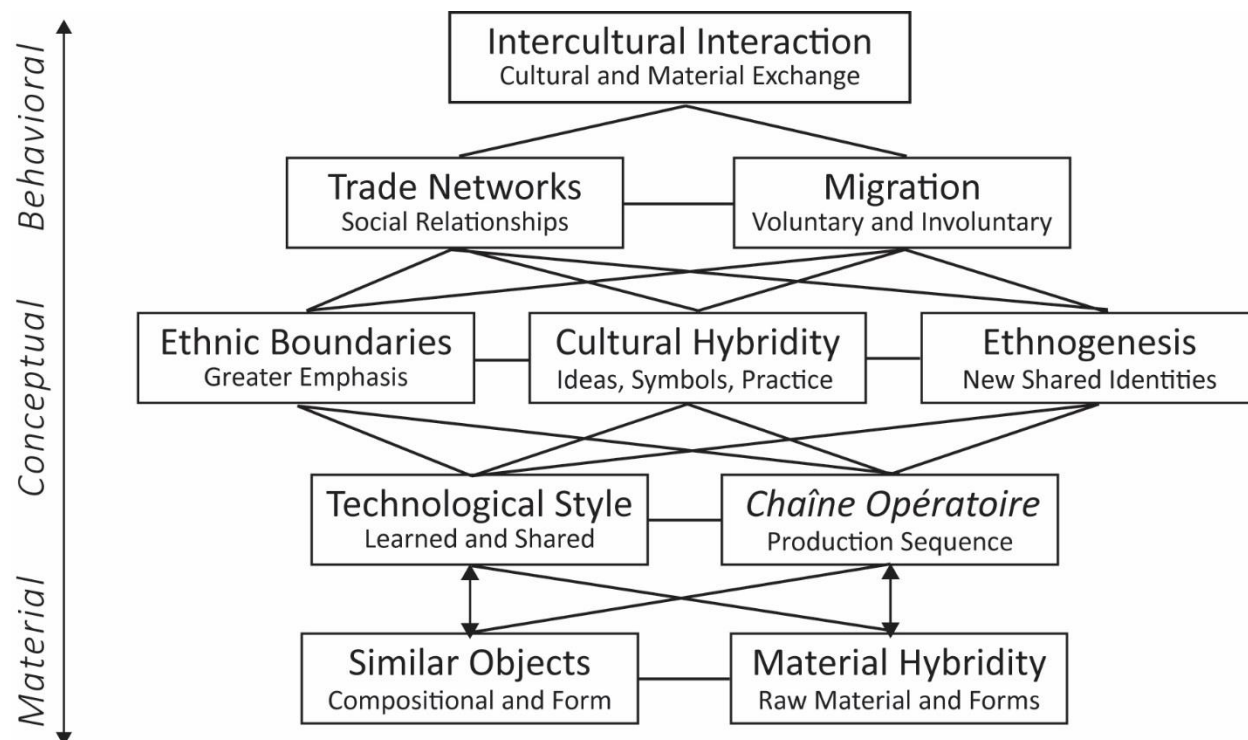 Intercultural Interaction
Cultural and Material Exchange
Behavioral
Trade Networks
Social Relationships
Migration
Voluntary and Involuntary
Conceptual
Ethnic Boundaries
Greater Emphasis
Cultural Hybridity
Ideas, Symbols, Practice
Ethnogenesis
New Shared Identities
Technological Style
Learned and Shared
Chaîne Opératoire
Production Sequence
Material
Similar Objects
Compositional and Form
Material Hybridity
Raw Material and Forms